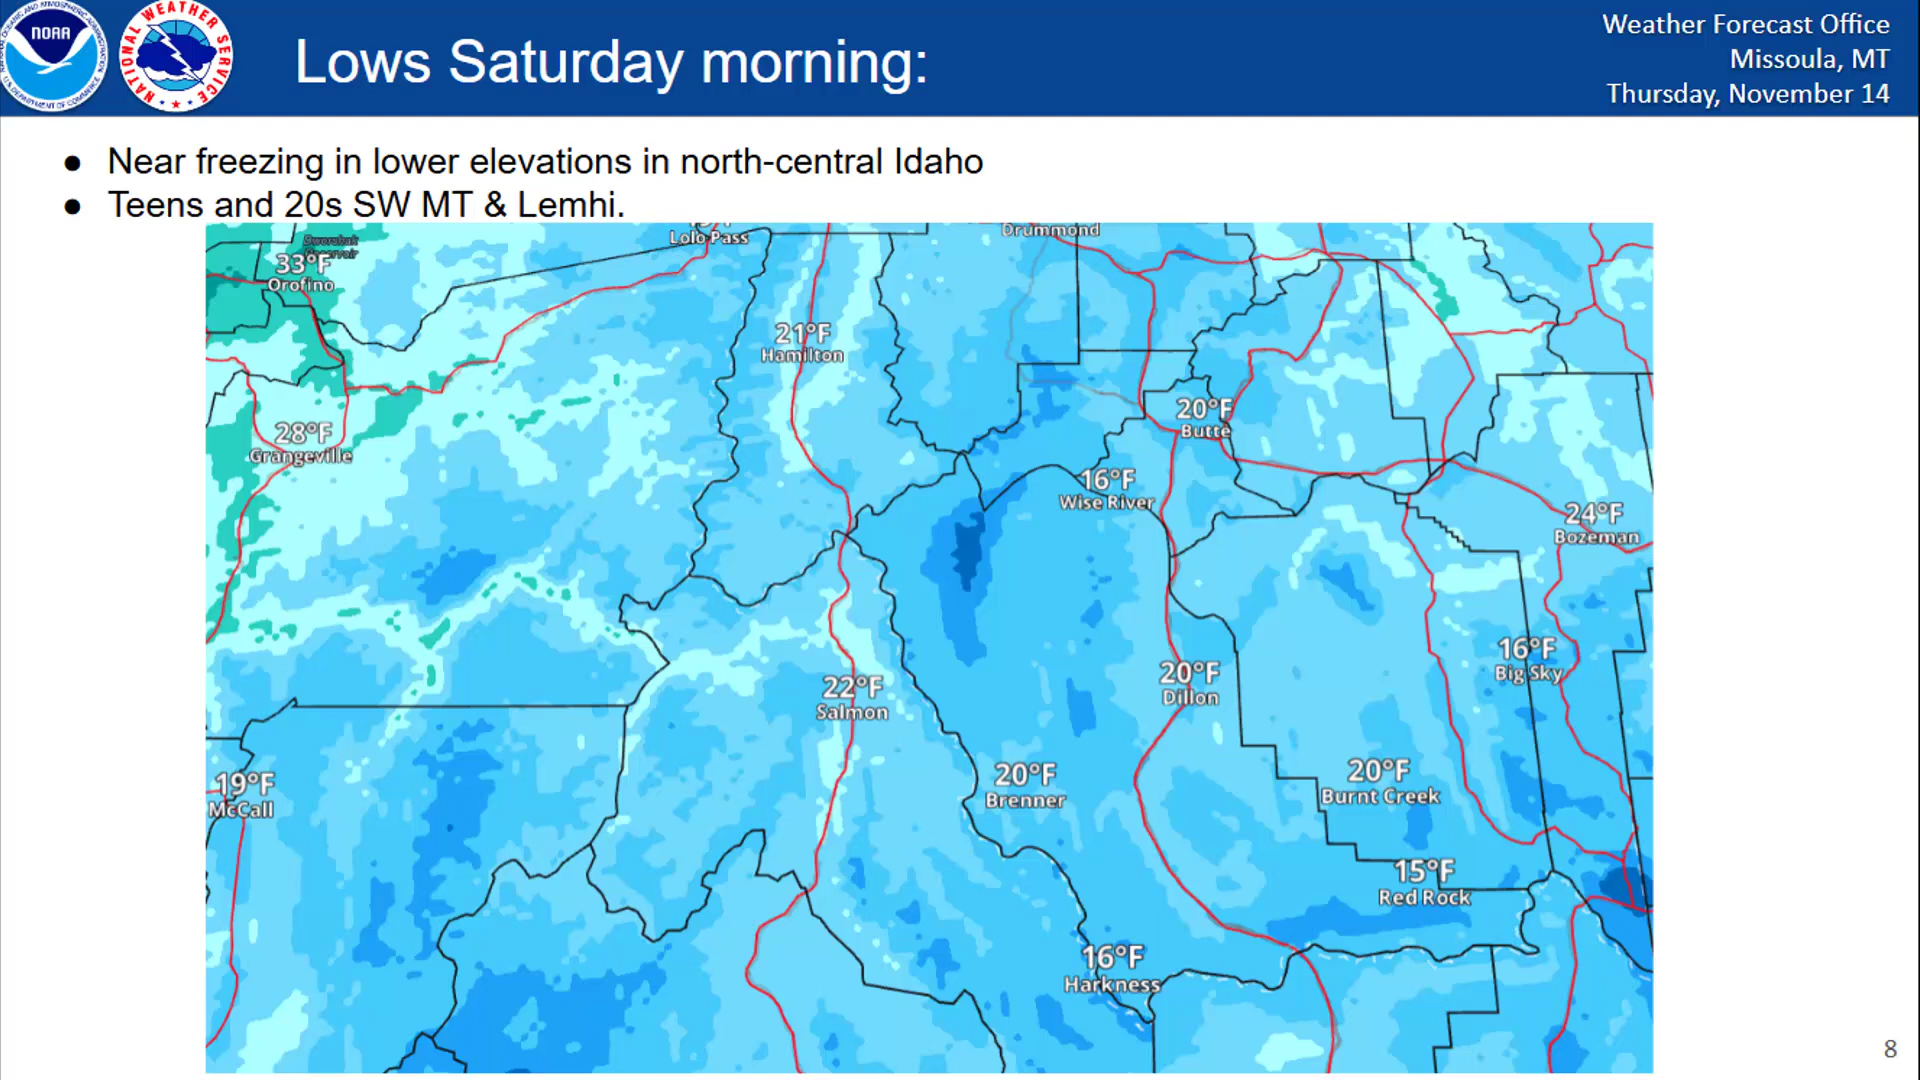 NOAA
NATIONAL WEATHER SERVICE
Lows Saturday morning:
Weather Forecast Office
Missoula, MT
Thursday, November 14
● Near freezing in lower elevations in north-central Idaho
● Teens and 20s SW MT & Lemhi.
Lolo Pass
Drummond
Dworshak
Reservoir
33°F
Orofino
21°F
Hamilton
20°F
Butte
28°F
Grangeville
16°F
Wise River
24°F
Bozeman
16°F
Big Sky
20°F
Dillon
22°F
Salmon
19°F
McCall
20°F
Brenner
20°F
Burnt Creek
15°F
Red Rock
16°F
Harkness
8